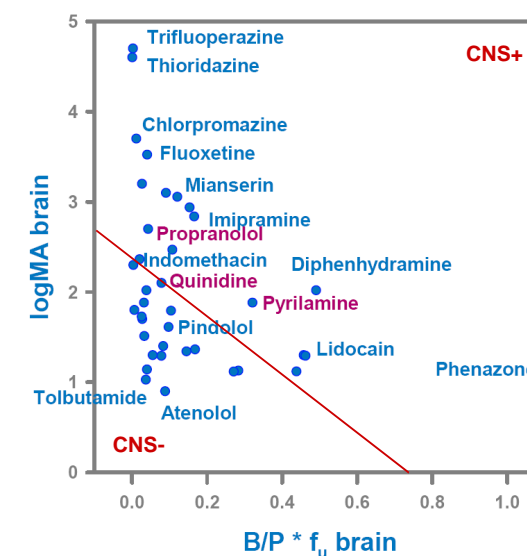 5
Trifluoperazine
CNS+
Thioridazine
4
Chlorpromazine
Fluoxetine
3
Mianserin
Imipramine
Propranolol
Indomethacin
Diphenhydramine
Quinidine
2
Pyrilamine
Pindolol
Lidocain
Phenazone
1
Tolbutamide
Atenolol
CNS-
0
0.0 0.2 0.4 0.6 0.8 1.0
logMA brain
B/P * fu brain